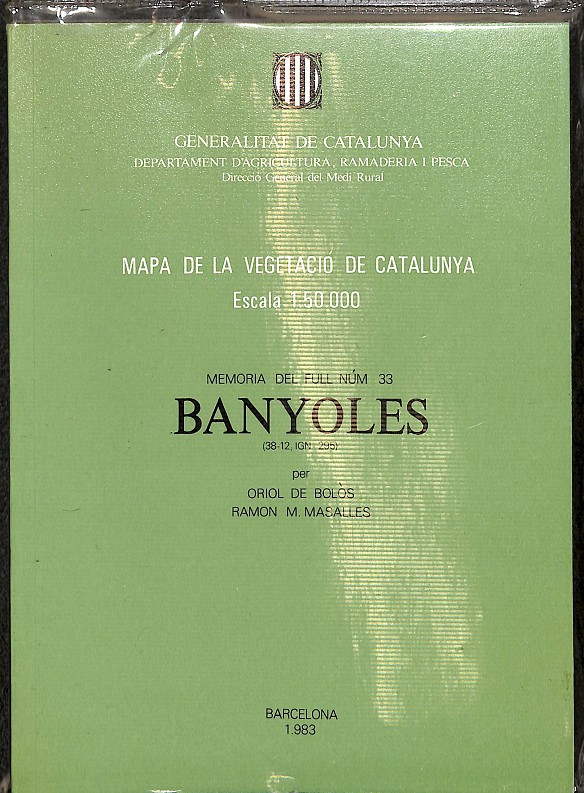 GENERALITAT DE CATALUNYA
DEPARTAMENT D'AGRICULTURA, RAMADERIA I PESCA
Direcció General del Medi Rural
MAPA DE LA VEGETACIÓ DE CATALUNYA
Escala 1:50.000
MEMORIA DEL FULL NÚM 33
BANYOLES
(38-12, IGN 295)
per
ORIOL DE BOLÒS
RAMON M. MASALLES
BARCELONA
1.983